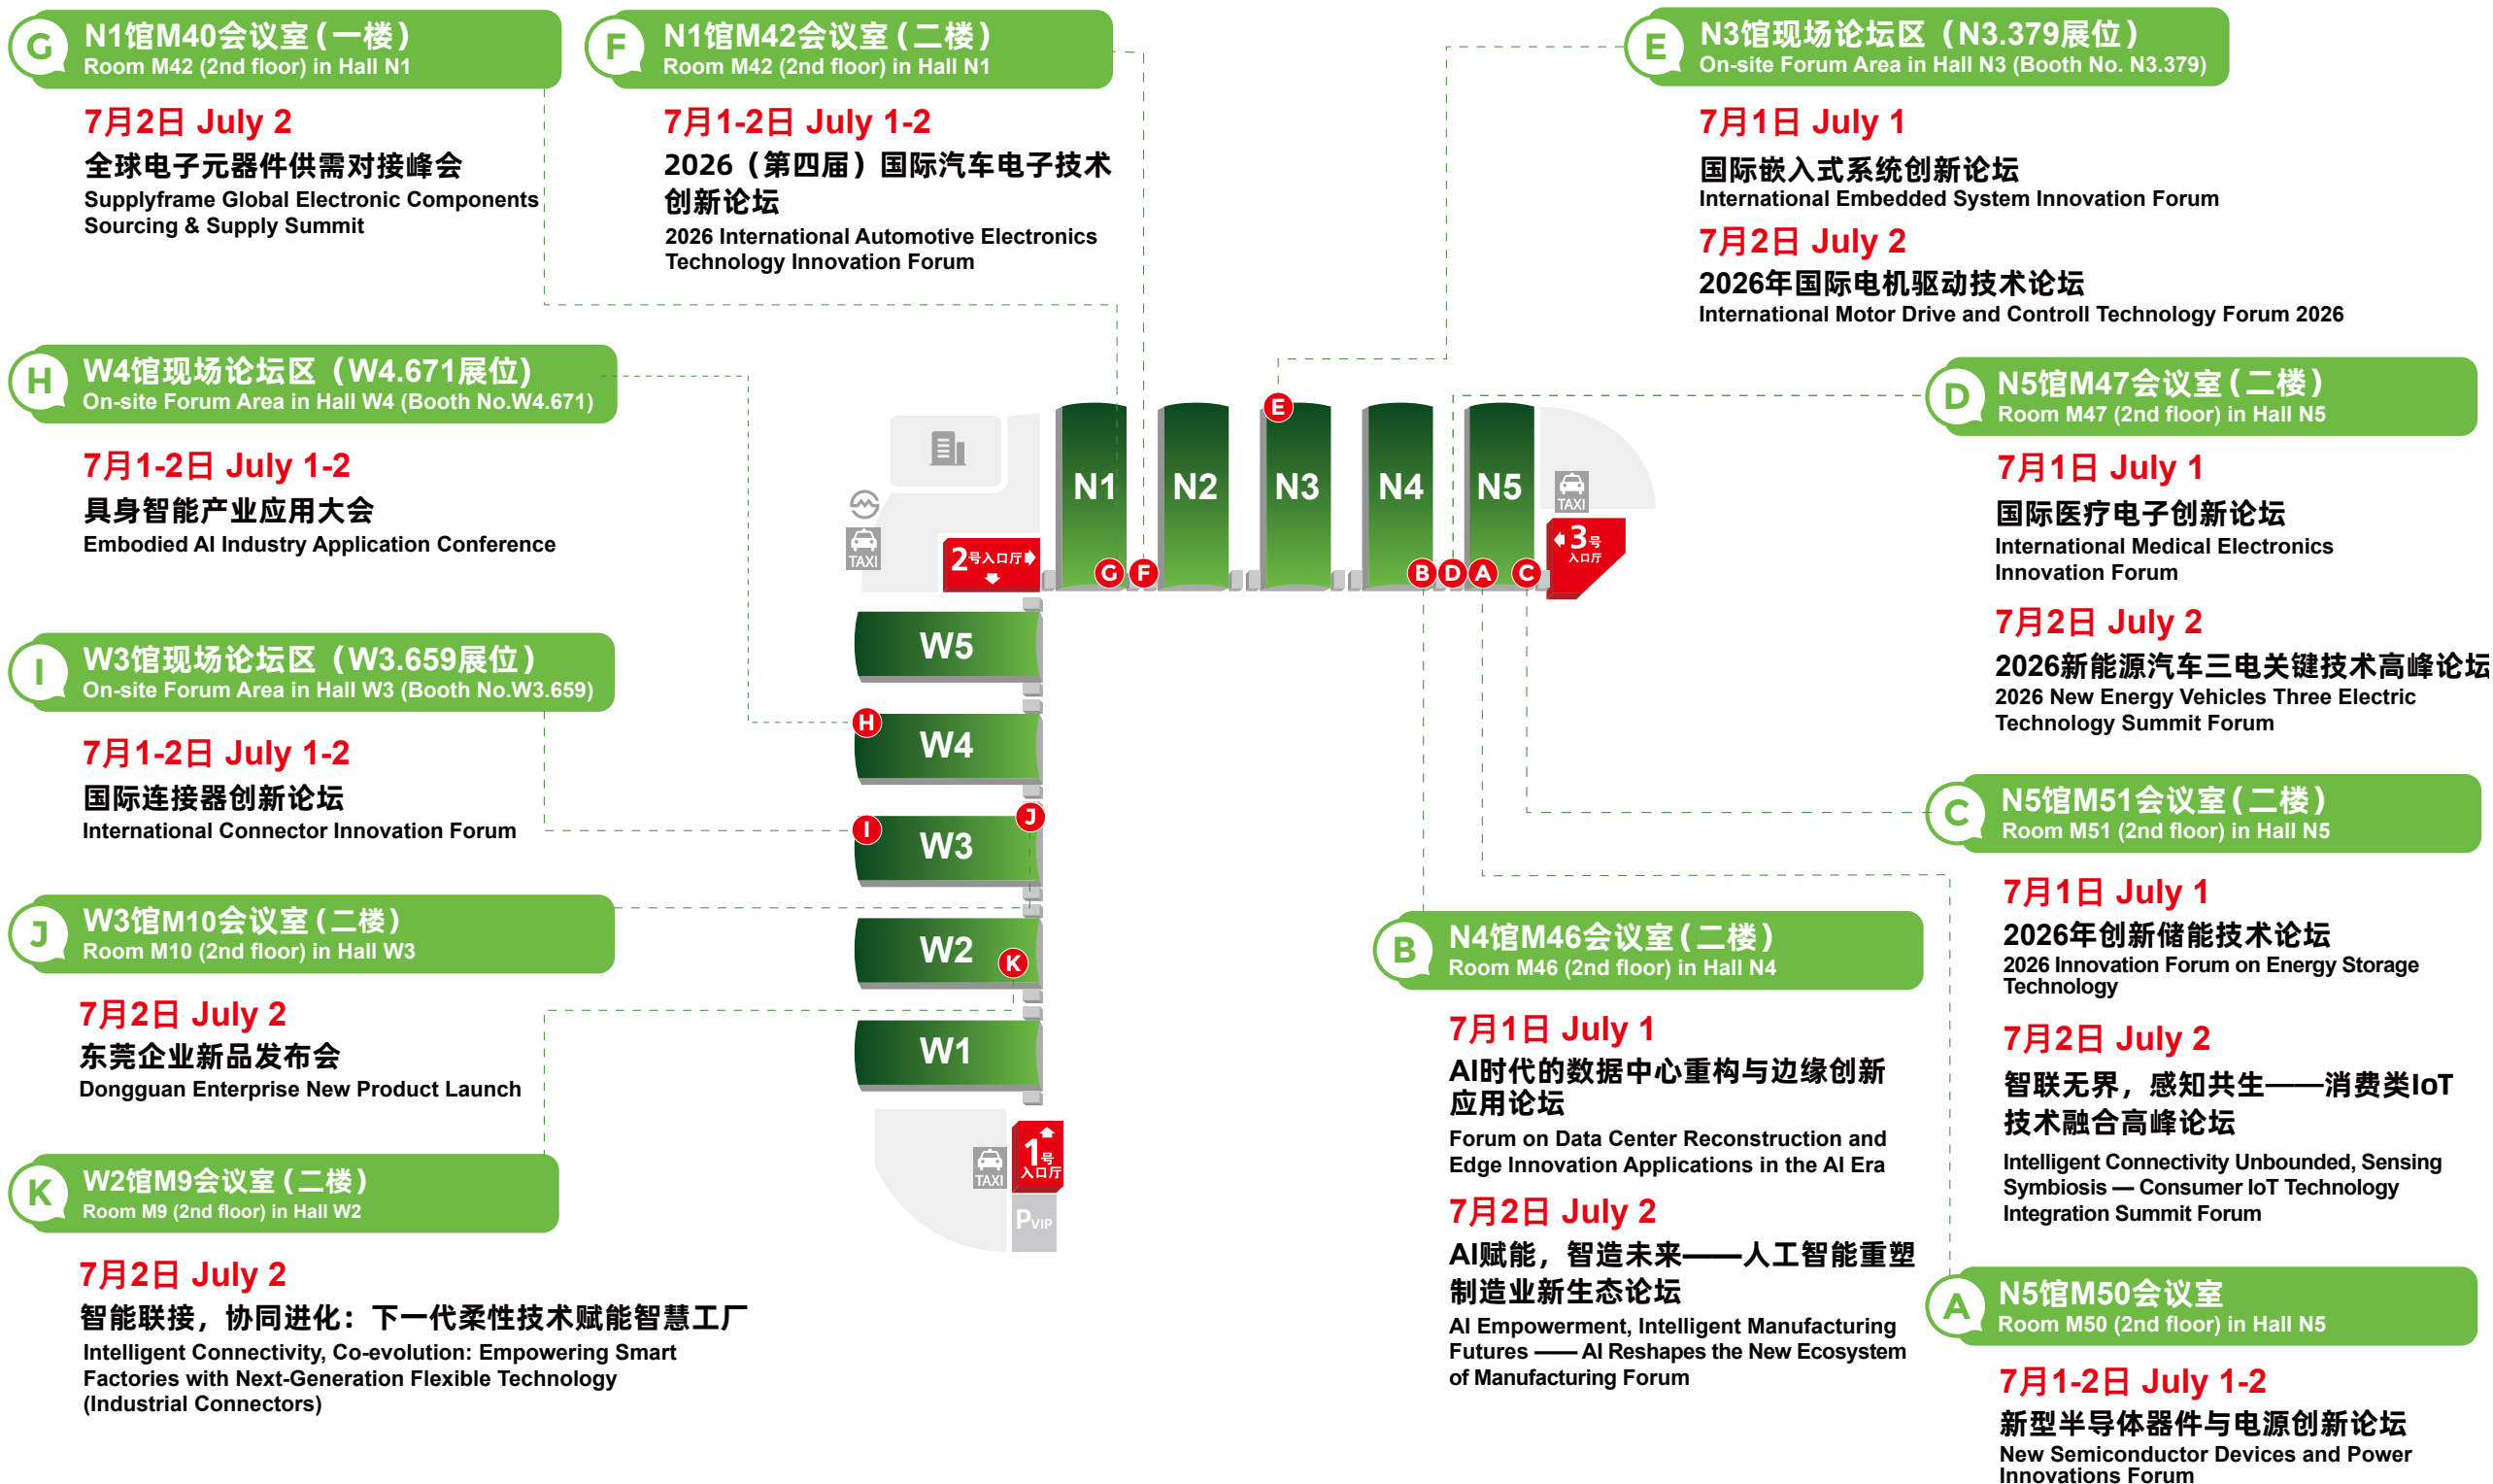 G
N1馆M40会议室(一楼)
Room M42 (2nd floor) in Hall N1
7月2日 July 2
全球电子元器件供需对接峰会
Supplyframe Global Electronic Components
Sourcing & Supply Summit
F
N1馆M42会议室(二楼)
Room M42 (2nd floor) in Hall N1
7月1-2日 July 1-2
2026（第四届）国际汽车电子技术
创新论坛
2026 International Automotive Electronics
Technology Innovation Forum
E
N3馆现场论坛区（N3.379展位）
On-site Forum Area in Hall N3 (Booth No. N3.379)
7月1日 July 1
国际嵌入式系统创新论坛
International Embedded System Innovation Forum
7月2日 July 2
2026年国际电机驱动技术论坛
International Motor Drive and Controll Technology Forum 2026
H
W4馆现场论坛区（W4.671展位)
On-site Forum Area in Hall W4 (Booth No.W4.671)
7月1-2日 July 1-2
具身智能产业应用大会
Embodied AI Industry Application Conference
I
W3馆现场论坛区（W3.659展位）
On-site Forum Area in Hall W3 (Booth No.W3.659)
7月1-2日 July 1-2
国际连接器创新论坛
International Connector Innovation Forum
J
W3馆M10会议室(二楼)
Room M10 (2nd floor) in Hall W3
7月2日 July 2
东莞企业新品发布会
Dongguan Enterprise New Product Launch
K
W2馆M9会议室(二楼)
Room M9 (2nd floor) in Hall W2
7月2日 July 2
智能联接，协同进化：下一代柔性技术赋能智慧工厂
Intelligent Connectivity, Co-evolution: Empowering Smart
Factories with Next-Generation Flexible Technology
(Industrial Connectors)
E
N1
N2
N3
N4
N5
TAXI
TAXI
2号入口厅
3号
入口厅
G
F
B
D
A
C
W5
H
W4
J
I
W3
W2
K
W1
1号
入口厅
TAXI
PVIP
D
N5馆M47会议室(二楼)
Room M47 (2nd floor) in Hall N5
7月1日 July 1
国际医疗电子创新论坛
International Medical Electronics
Innovation Forum
7月2日 July 2
2026新能源汽车三电关键技术高峰论坛
2026 New Energy Vehicles Three Electric
Technology Summit Forum
C
N5馆M51会议室(二楼)
Room M51 (2nd floor) in Hall N5
7月1日 July 1
2026年创新储能技术论坛
2026 Innovation Forum on Energy Storage
Technology
7月2日 July 2
智联无界，感知共生——消费类IoT
技术融合高峰论坛
Intelligent Connectivity Unbounded, Sensing
Symbiosis — Consumer IoT Technology
Integration Summit Forum
B
N4馆M46会议室(二楼)
Room M46 (2nd floor) in Hall N4
7月1日 July 1
AI时代的数据中心重构与边缘创新
应用论坛
Forum on Data Center Reconstruction and
Edge Innovation Applications in the AI Era
7月2日 July 2
AI赋能，智造未来——人工智能重塑
制造业新生态论坛
AI Empowerment, Intelligent Manufacturing
Futures —— AI Reshapes the New Ecosystem
of Manufacturing Forum
A
N5馆M50会议室
Room M50 (2nd floor) in Hall N5
7月1-2日 July 1-2
新型半导体器件与电源创新论坛
New Semiconductor Devices and Power
Innovations Forum